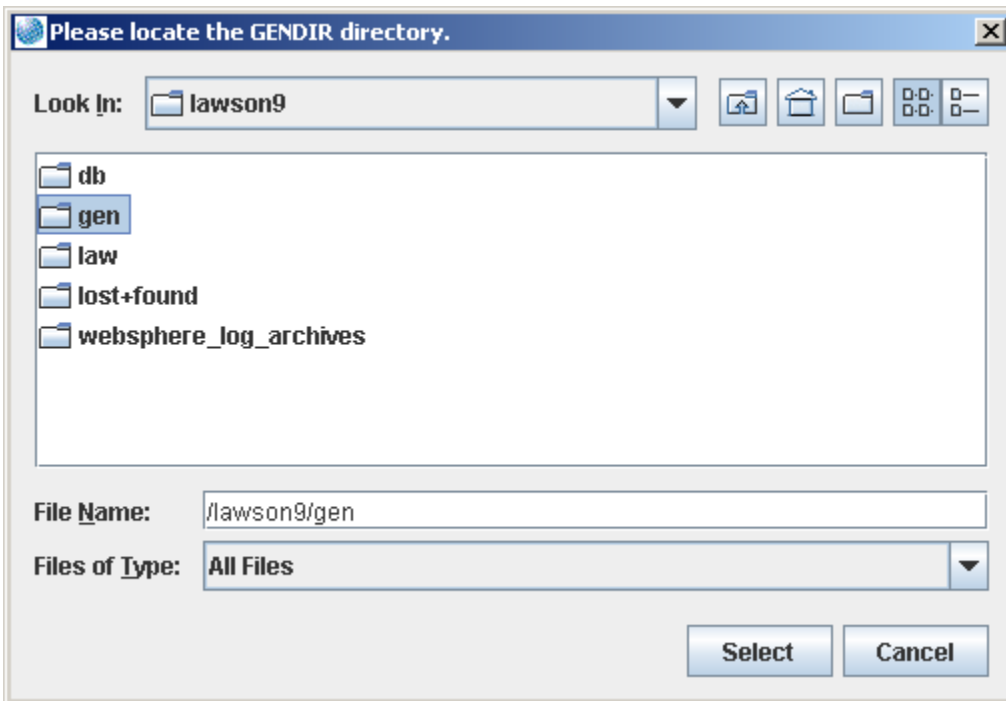 Please locate the GENDIR directory.
Look In: lawson9
db
gen
law
lost+found
websphere_log_archives
File Name: /lawson9/gen
Files of Type: All Files
Select Cancel